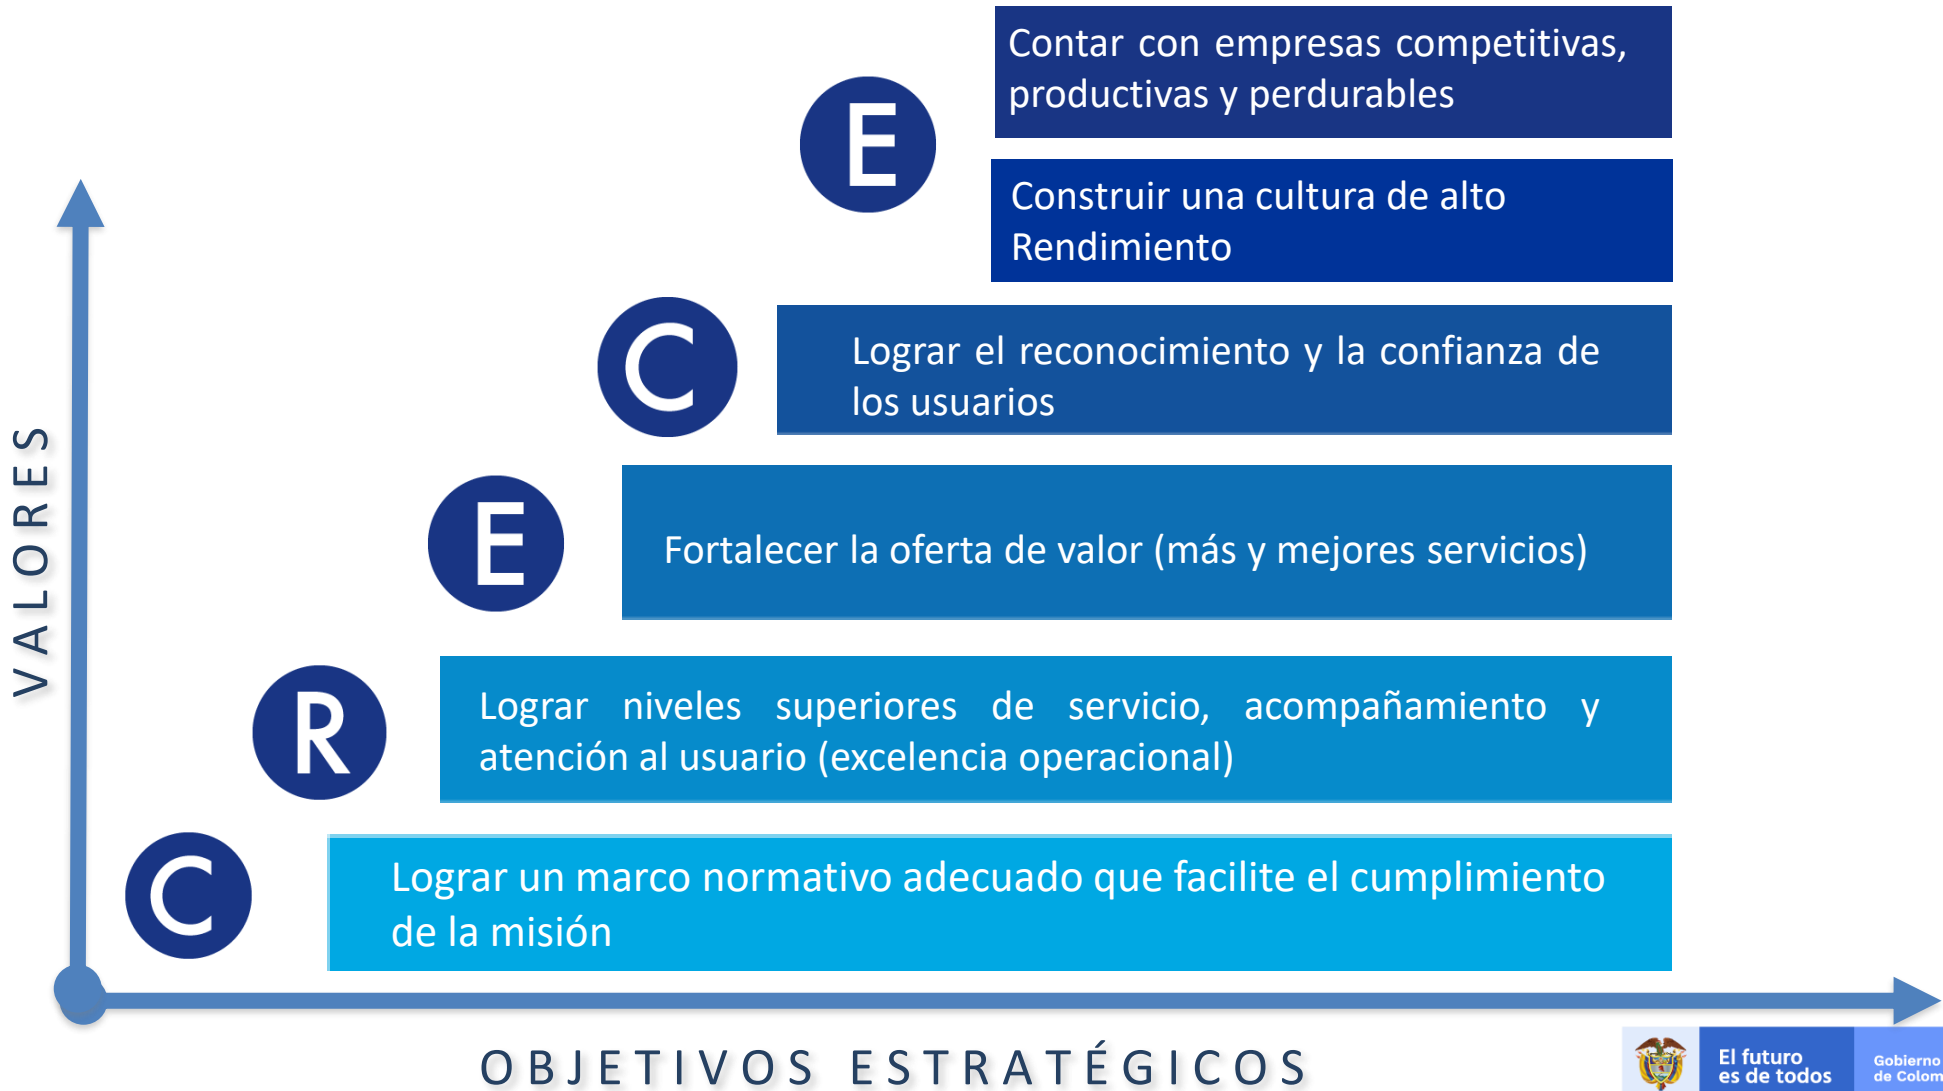 Contar con empresas competitivas,
productivas y perdurables
E
Construir una cultura de alto
Rendimiento
C
Lograr el reconocimiento y la confianza de
los usuarios
E
Fortalecer la oferta de valor (más y mejores servicios)
R
Lograr niveles superiores de servicio, acompañamiento y
atención al usuario (excelencia operacional)
C
Lograr un marco normativo adecuado que facilite el cumplimiento
de la misión
VALORES
OBJETIVOS ESTRATÉGICOS
El futuro
es de todos
Gobierno
de Colom